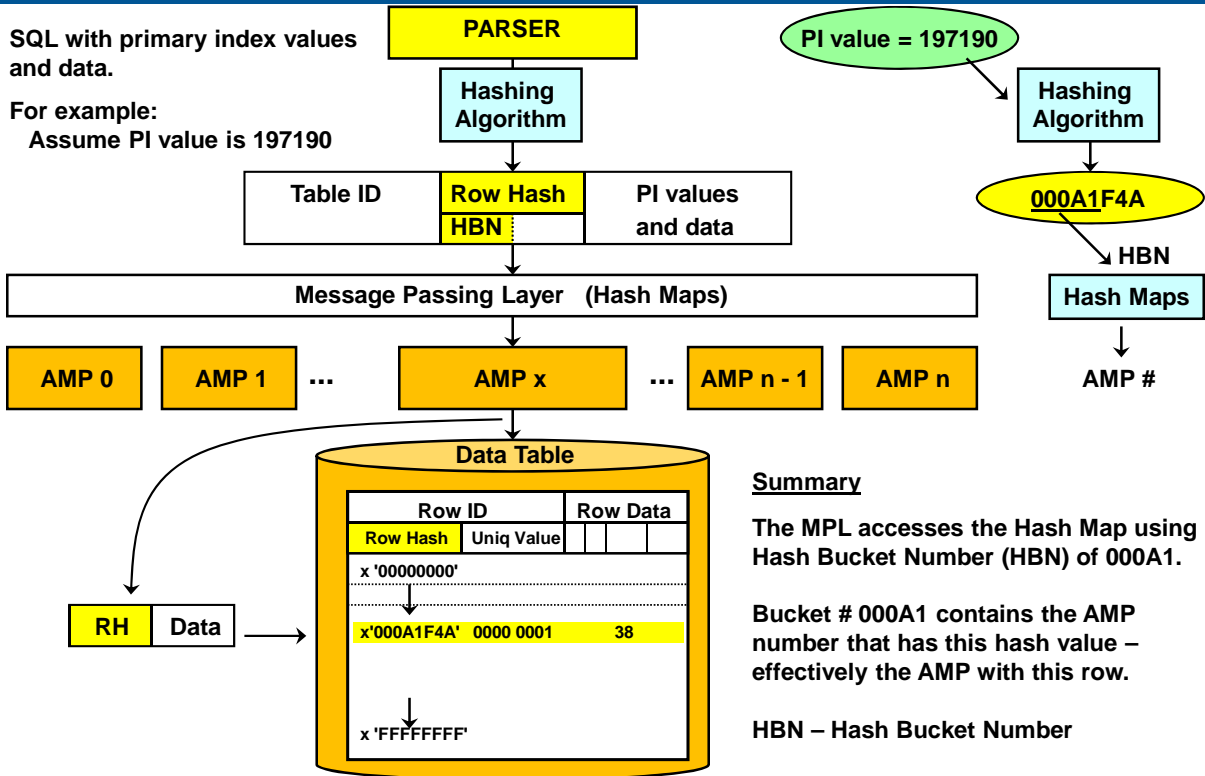 SQL with primary index values
and data.
For example:
Assume PI value is 197190
PARSER
Hashing
Algorithm
Table ID
Row Hash
HBN
PI values
and data
Message Passing Layer (Hash Maps)
AMP 0
AMP 1
...
AMP x
...
AMP n - 1
AMP n
PI value = 197190
Hashing
Algorithm
000A1F4A
HBN
Hash Maps
AMP #
Data Table
Row ID
Row Data
Row Hash
Uniq Value
x '00000000'
x'000A1F4A' 0000 0001 38
x 'FFFFFFFF'
RH
Data
Summary
The MPL accesses the Hash Map using
Hash Bucket Number (HBN) of 000A1.
Bucket # 000A1 contains the AMP
number that has this hash value –
effectively the AMP with this row.
HBN – Hash Bucket Number